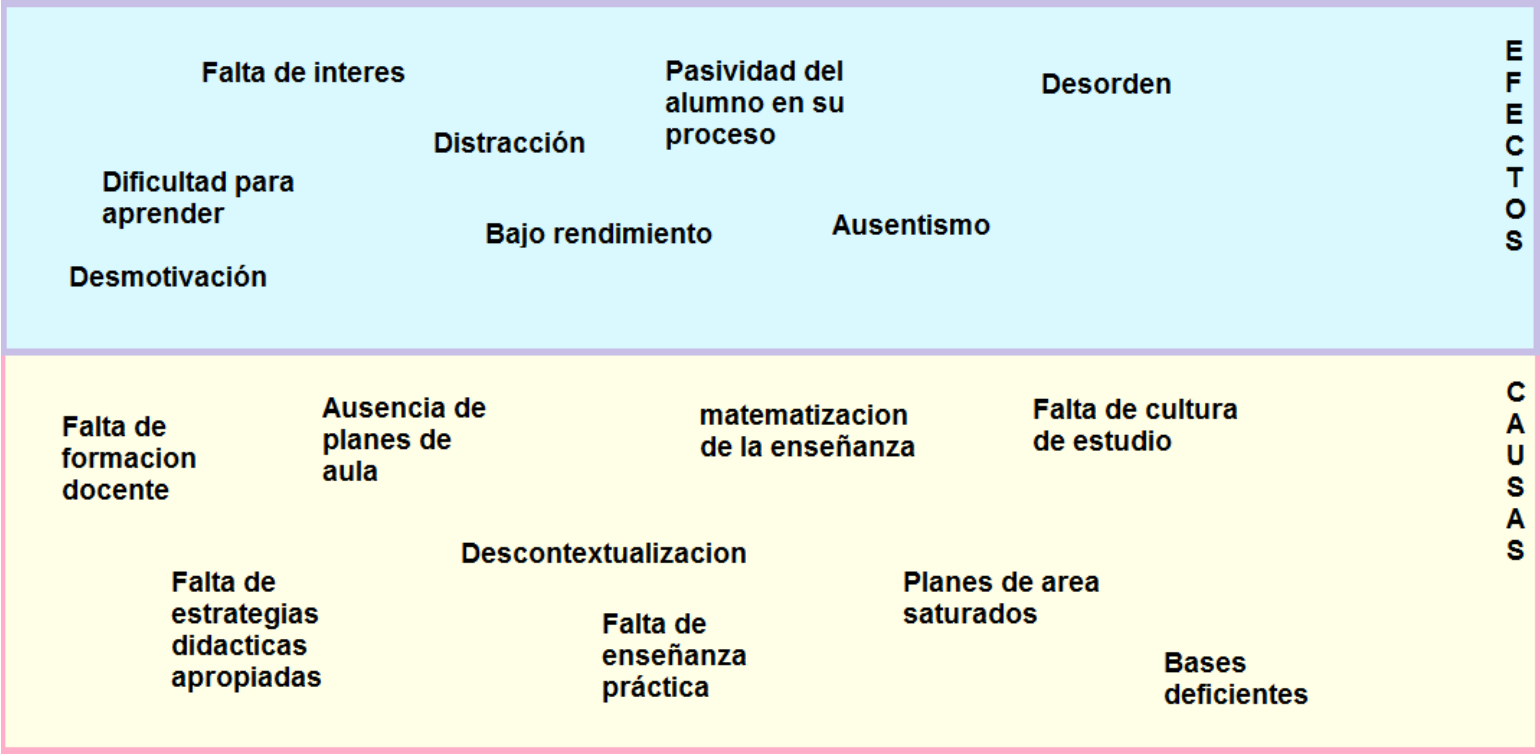 Falta de interes
Pasividad del
alumno en su
proceso
Desorden
Distracción
Dificultad para
aprender
Bajo rendimiento
Ausentismo
Desmotivación
E
F
E
C
T
O
S
Falta de
formacion
docente
Ausencia de
planes de
aula
matematizacion
de la enseñanza
Falta de cultura
de estudio
Descontextualizacion
Falta de
estrategias
didacticas
apropiadas
Falta de
enseñanza
práctica
Planes de area
saturados
Bases
deficientes
C
A
U
S
A
S